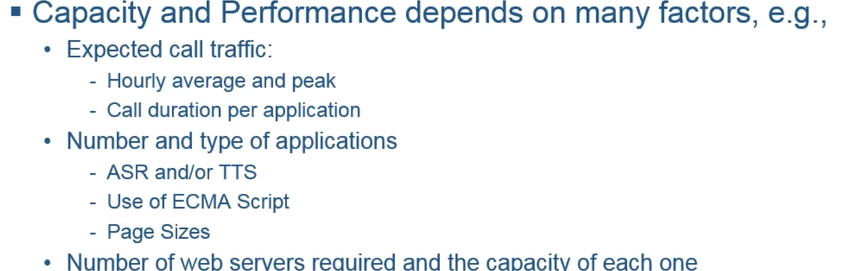 ▪ Capacity and Performance depends on many factors, e.g.,
• Expected call traffic:
- Hourly average and peak
- Call duration per application
• Number and type of applications
- ASR and/or TTS
- Use of ECMA Script
- Page Sizes
• Number of web servers required and the capacity of each one